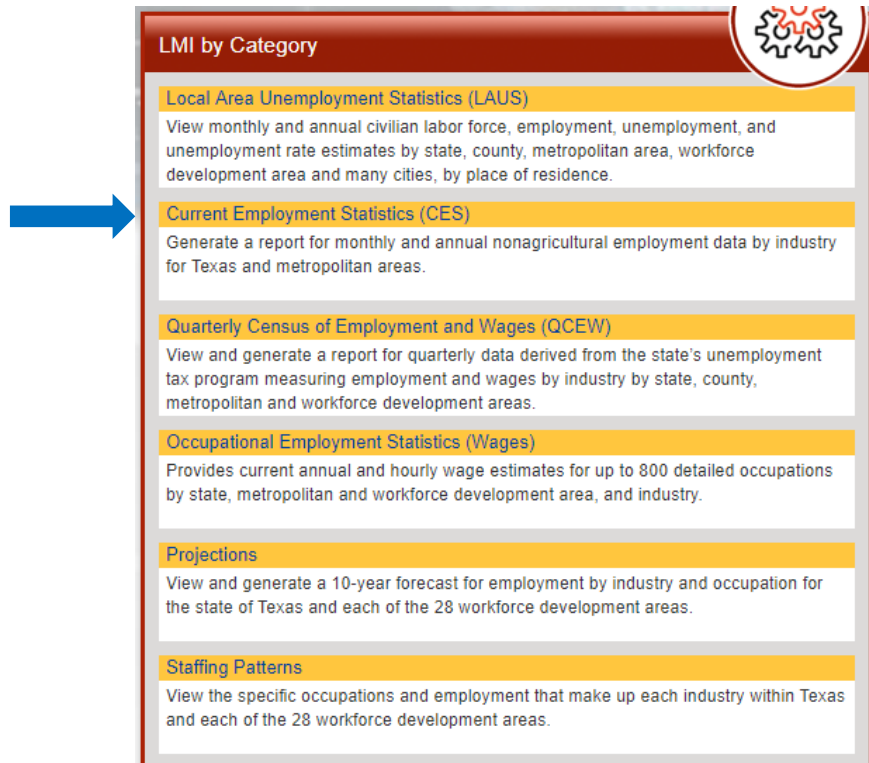 LMI by Category
Local Area Unemployment Statistics (LAUS)
View monthly and annual civilian labor force, employment, unemployment, and
unemployment rate estimates by state, county, metropolitan area, workforce
development area and many cities, by place of residence.
Current Employment Statistics (CES)
Generate a report for monthly and annual nonagricultural employment data by industry
for Texas and metropolitan areas.
Quarterly Census of Employment and Wages (QCEW)
View and generate a report for quarterly data derived from the state's unemployment
tax program measuring employment and wages by industry by state, county,
metropolitan and workforce development areas.
Occupational Employment Statistics (Wages)
Provides current annual and hourly wage estimates for up to 800 detailed occupations
by state, metropolitan and workforce development area, and industry.
Projections
View and generate a 10-year forecast for employment by industry and occupation for
the state of Texas and each of the 28 workforce development areas.
Staffing Patterns
View the specific occupations and employment that make up each industry within Texas
and each of the 28 workforce development areas.